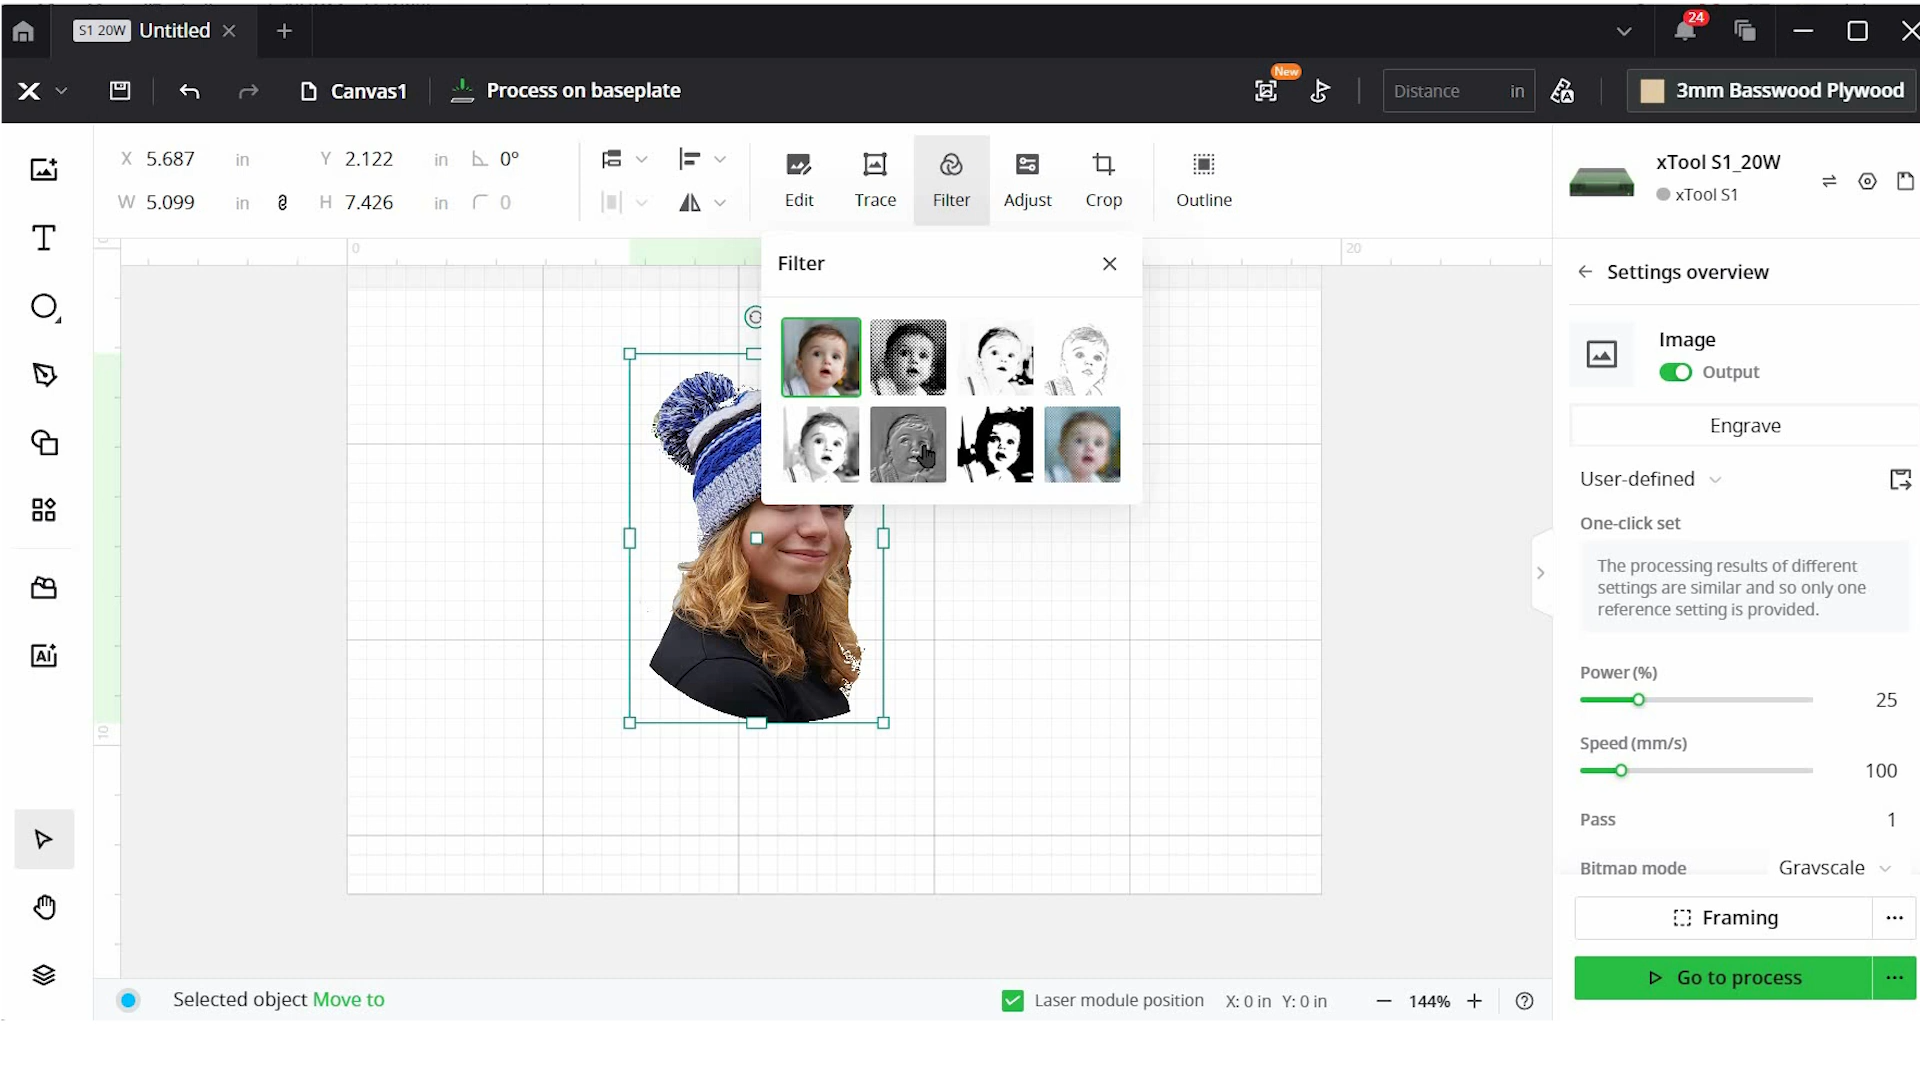 S1 20W Untitled
24
Canvas1
Process on baseplate
New
Distance in
3mm Basswood Plywood
X 5.687 in Y 2.122 in 0°
W 5.099 in H 7.426 in 0
Edit
Trace
Filter
Adjust
Crop
Outline
xTool S1_20W
xTool S1
0
20
10
Filter
Settings overview
Image
Output
Engrave
User-defined
One-click set
The processing results of different
settings are similar and so only one
reference setting is provided.
Power (%)
25
Speed (mm/s)
100
Pass 1
Bitmap mode Grayscale
Framing
Go to process
AI
Selected object Move to
Laser module position X: 0 in Y: 0 in
144%